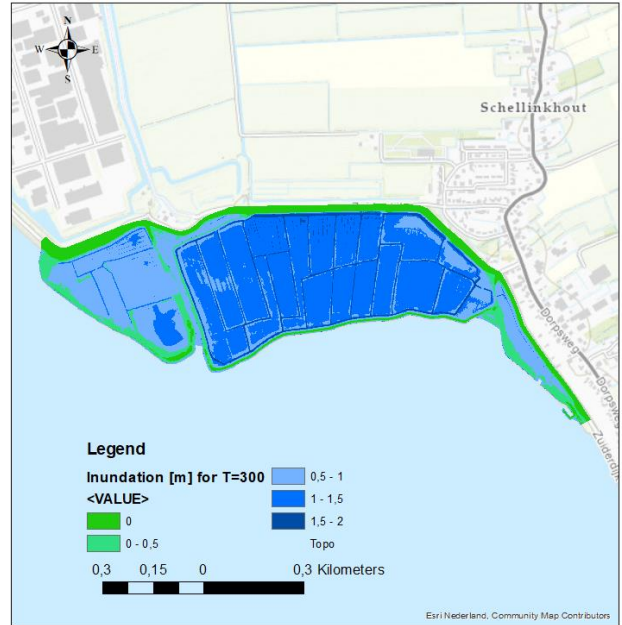 N
W E
S
Schellinkhout
Dorpsweg
Dorpsweg
Zuiderdijk
Legend
Inundation [m] for T=300
<VALUE>
0
0 - 0,5
0,5 - 1
1 - 1,5
1,5 - 2
Topo
0,3 0,15 0 0,3 Kilometers
Esri Nederland, Community Map Contributors